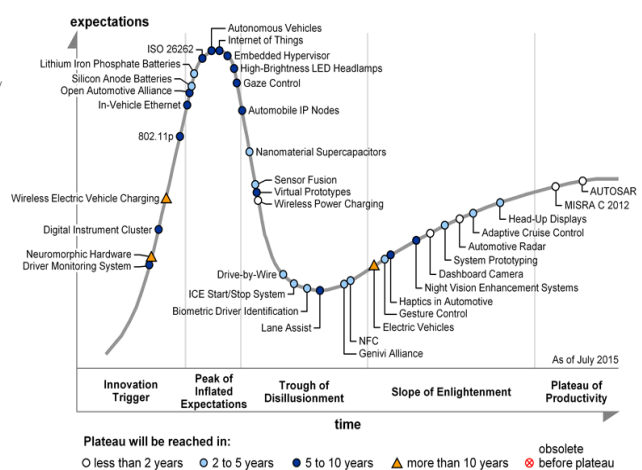 expectations
Autonomous Vehicles
Internet of Things
ISO 26262
Embedded Hypervisor
Lithium Iron Phosphate Batteries
High-Brightness LED Headlamps
Silicon Anode Batteries
Gaze Control
Open Automotive Alliance
In-Vehicle Ethernet
Automobile IP Nodes
802.11p
Nanomaterial Supercapacitors
Sensor Fusion
Virtual Prototypes
Wireless Power Charging
Wireless Electric Vehicle Charging
AUTOSAR
MISRA C 2012
Head-Up Displays
Digital Instrument Cluster
Adaptive Cruise Control
Automotive Radar
Neuromorphic Hardware
System Prototyping
Driver Monitoring System
Drive-by-Wire
Dashboard Camera
ICE Start/Stop System
Night Vision Enhancement Systems
Haptics in Automotive
Biometric Driver Identification
Gesture Control
Lane Assist
Electric Vehicles
NFC
Genivi Alliance
As of July 2015
Innovation
Trigger
Peak of
Inflated
Expectations
Trough of
Disillusionment
Slope of Enlightenment
Plateau of
Productivity
time
Plateau will be reached in:
less than 2 years
2 to 5 years
5 to 10 years
more than 10 years
obsolete
before plateau